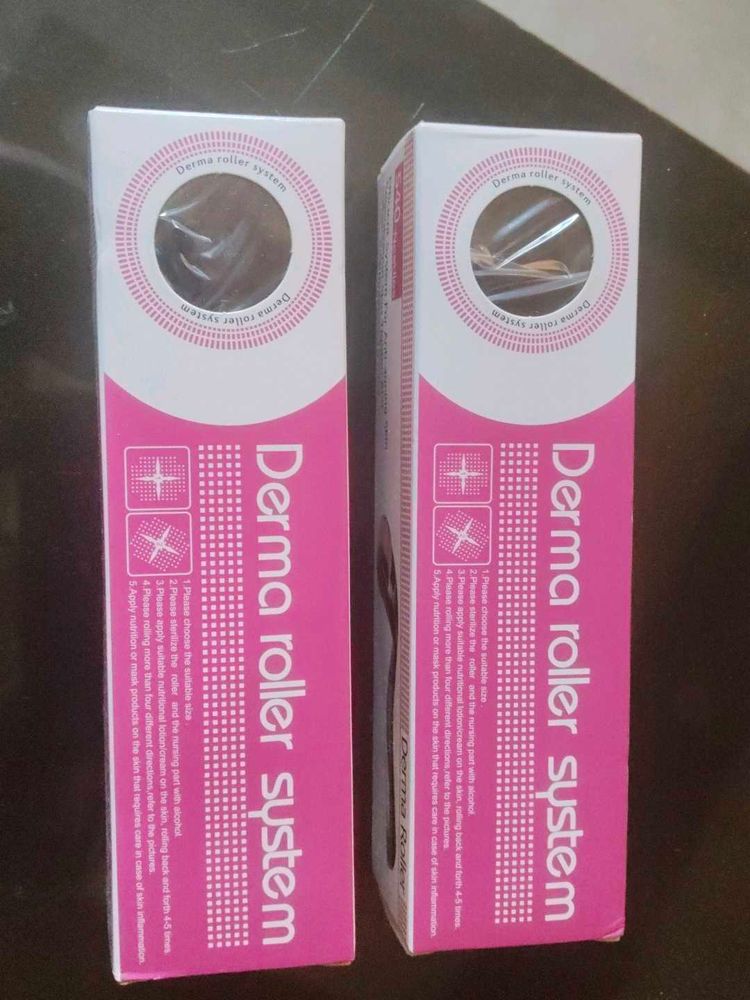 Derma roller system
Derma roller system
Derma roller system
1.Please choose the suitable size .
2.Please sterilize the roller and the nursing part with alcohol.
3.Please apply suitable nutritional lotion/cream on the skin, rolling back and forth 4-5 times.
4.Please rolling more than four different directions,refer to the pictures.
5.Apply nutrition or mask products on the skin that requires care in case of skin inflammation.
540 Needles
Derma Roller
Derma roller system
Derma roller system
Derma roller system
1.Please choose the suitable size .
2.Please sterilize the roller and the nursing part with alcohol.
3.Please apply suitable nutritional lotion/cream on the skin, rolling back and forth 4-5 times.
4.Please rolling more than four different directions,refer to the pictures.
5.Apply nutrition or mask products on the skin that requires care in case of skin inflammation.